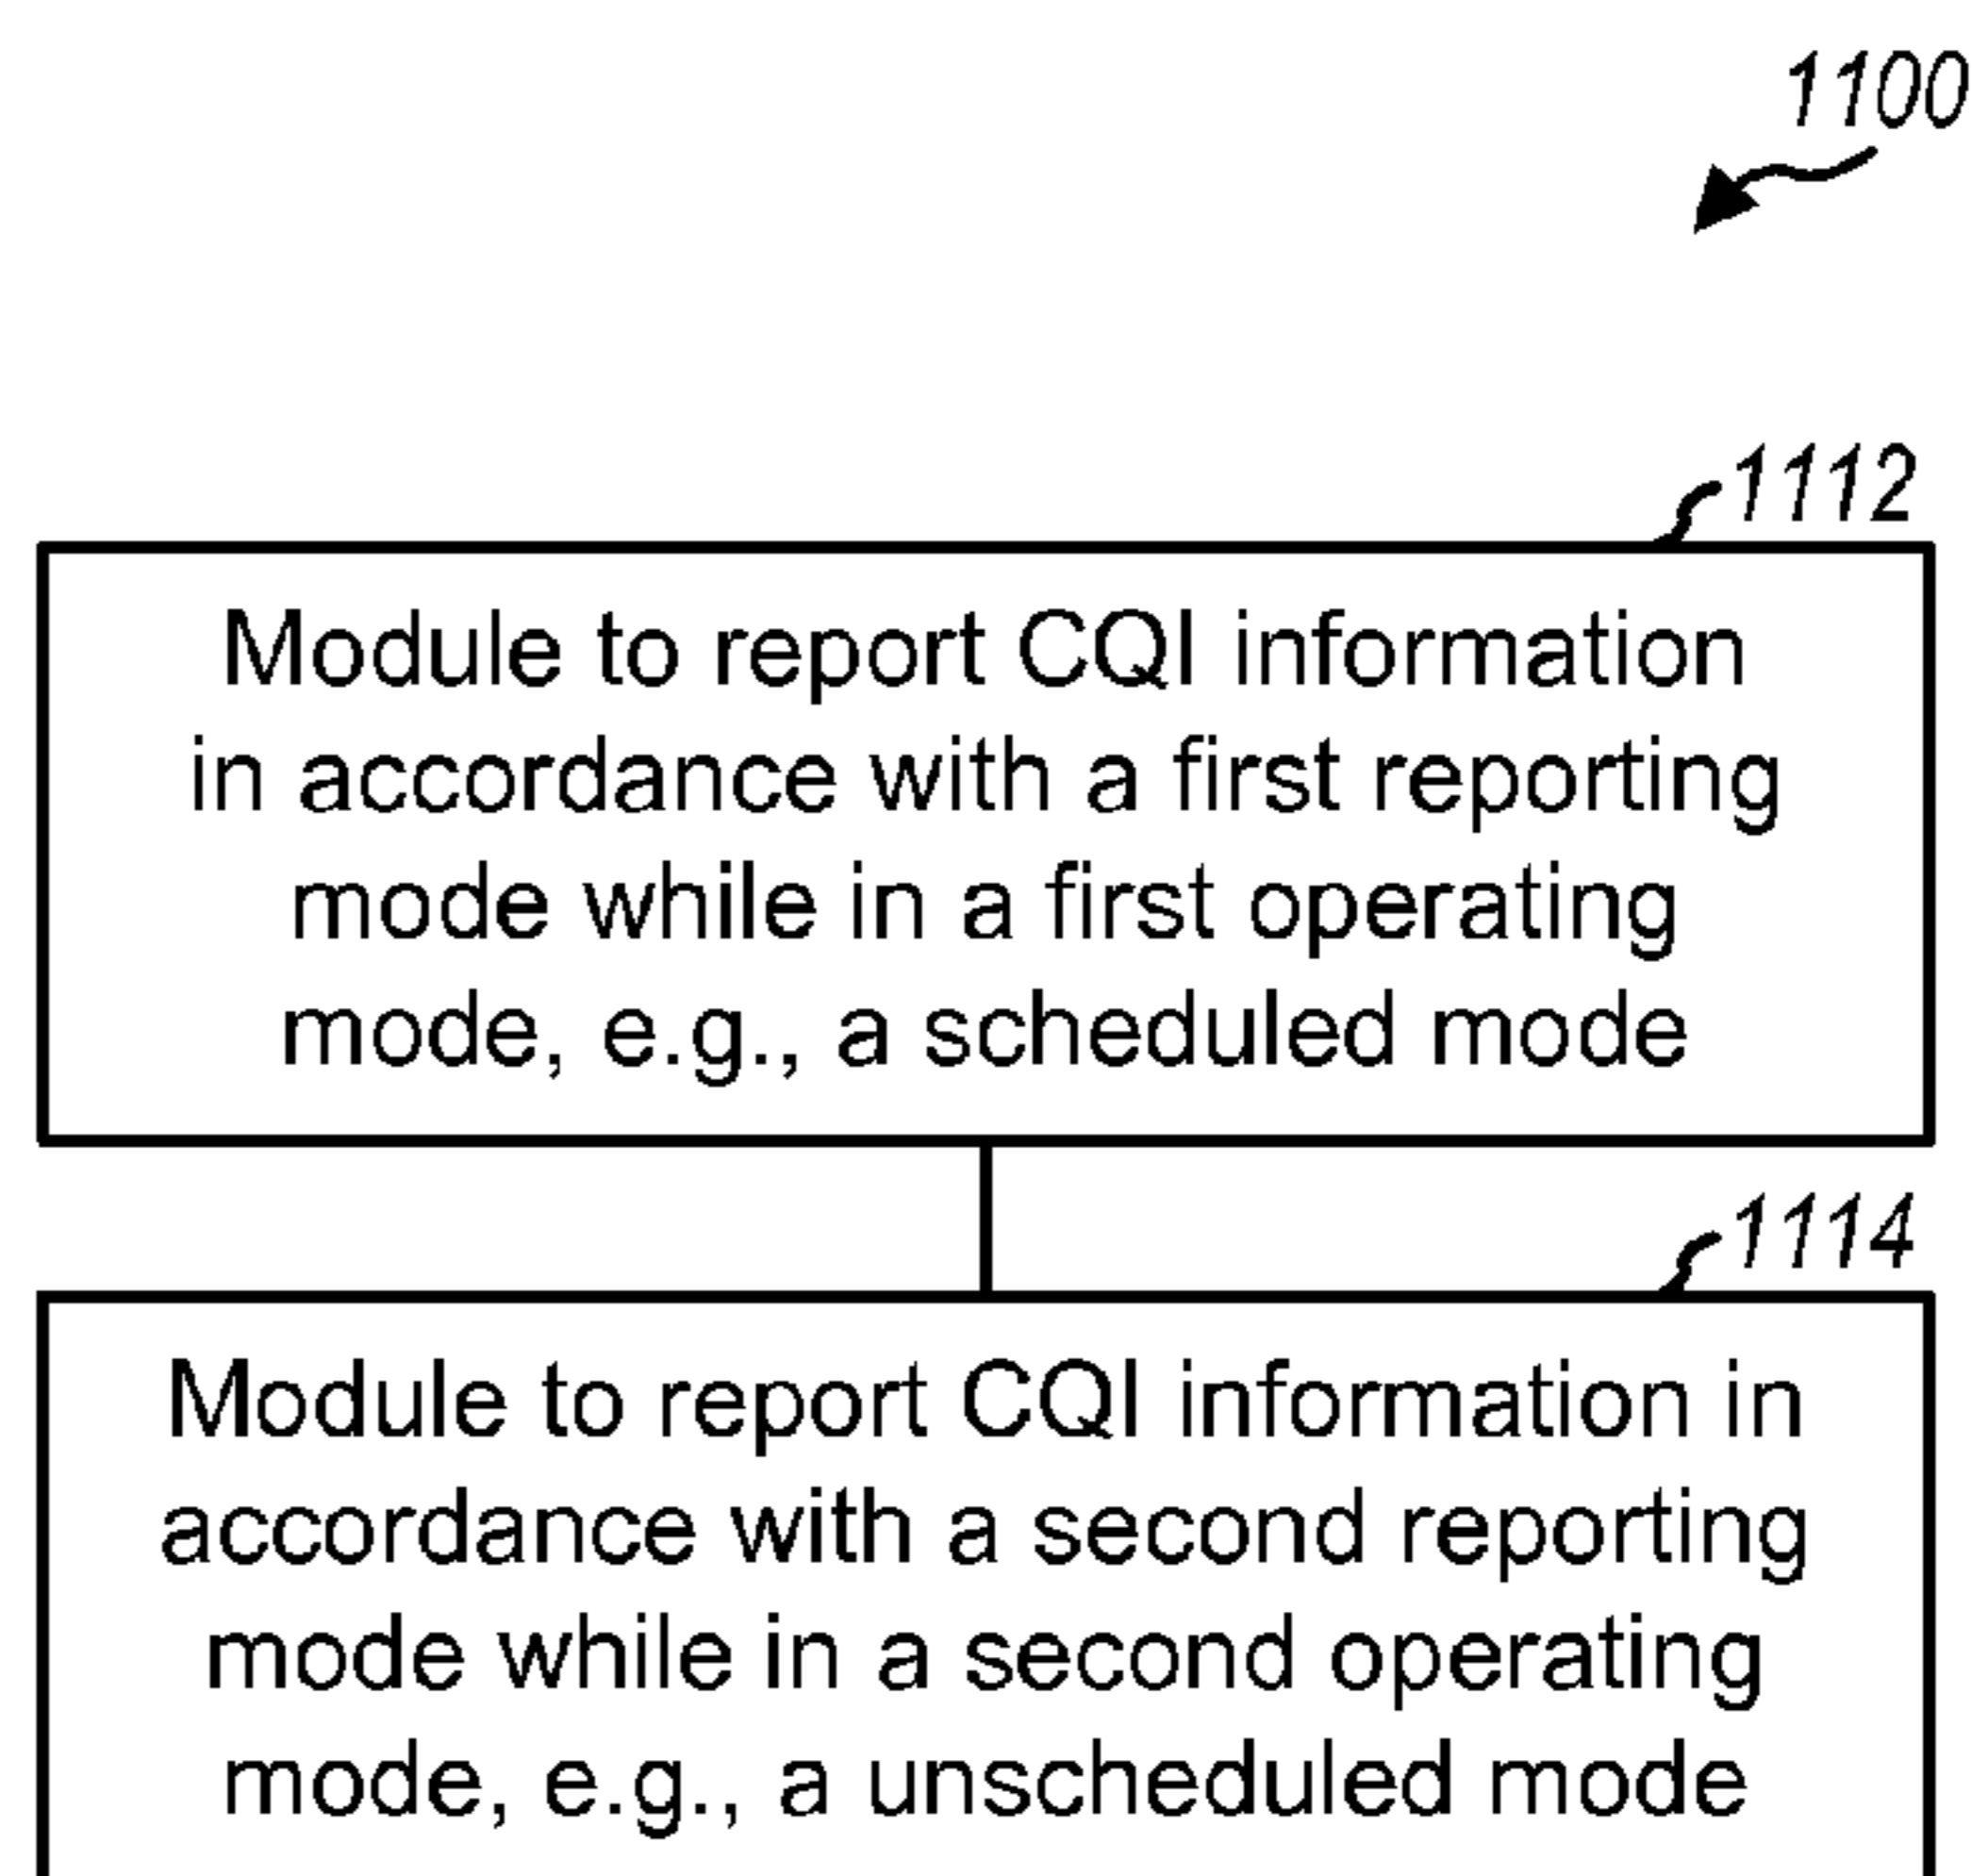 1100
1112
Module to report CQI information
in accordance with a first reporting
mode while in a first operating
mode, e.g., a scheduled mode
1114
Module to report CQI information in
accordance with a second reporting
mode while in a second operating
mode, e.g., a unscheduled mode